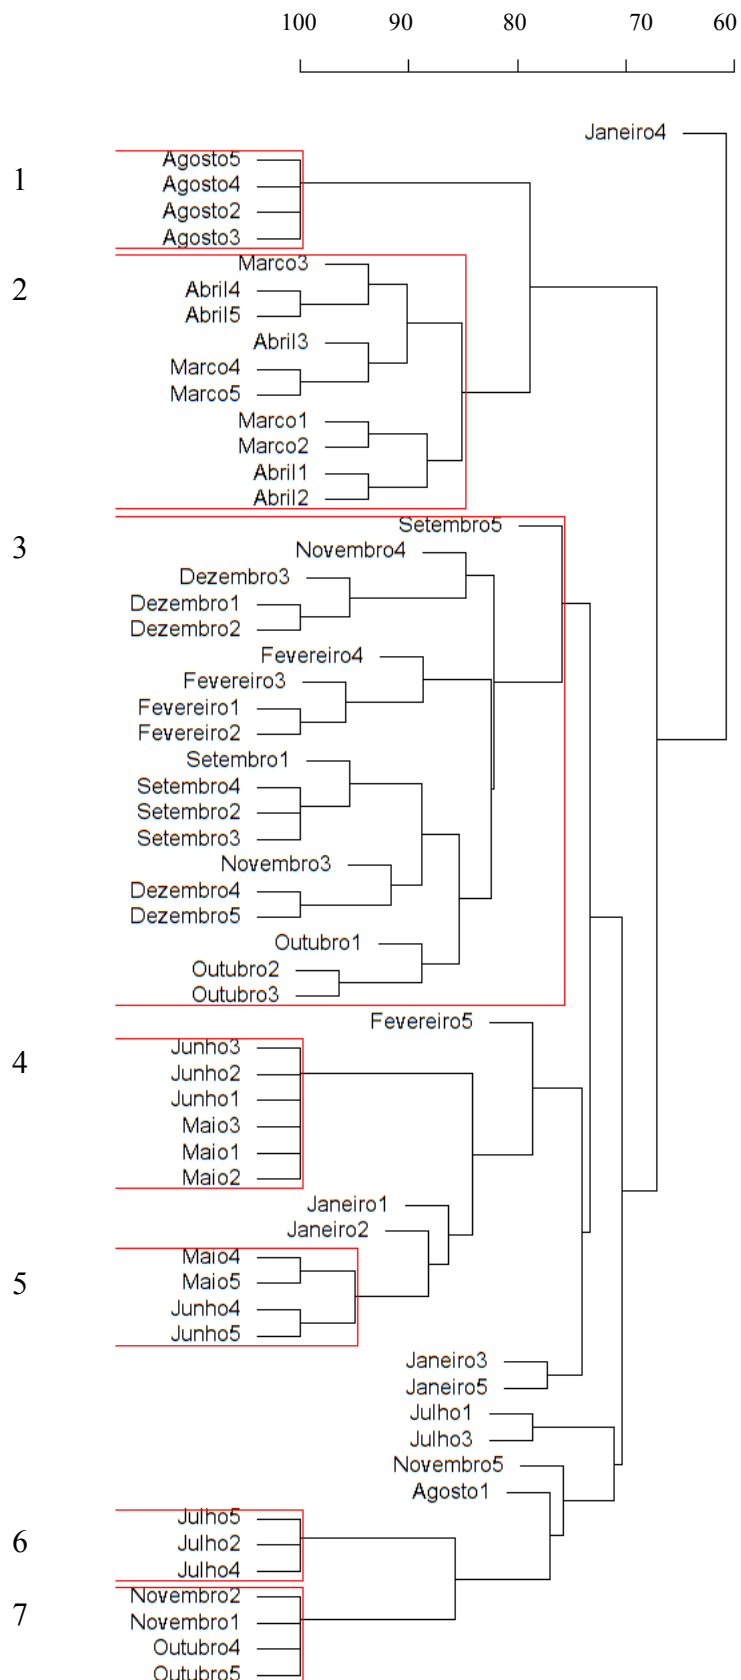 100 90 80 70 60
Janeiro4
1
Agosto5
Agosto4
Agosto2
Agosto3
2
Marco3
Abril4
Abril5
Abril3
Marco4
Marco5
Marco1
Marco2
Abril1
Abril2
3
Setembro5
Novembro4
Dezembro3
Dezembro1
Dezembro2
Fevereiro4
Fevereiro3
Fevereiro1
Fevereiro2
Setembro1
Setembro4
Setembro2
Setembro3
Novembro3
Dezembro4
Dezembro5
Outubro1
Outubro2
Outubro3
Fevereiro5
4
Junho3
Junho2
Junho1
Maio3
Maio1
Maio2
Janeiro1
Janeiro2
5
Maio4
Maio5
Junho4
Junho5
Janeiro3
Janeiro5
Julho1
Julho3
Novembro5
Agosto1
6
Julho5
Julho2
Julho4
7
Novembro2
Novembro1
Outubro4
Outubro5